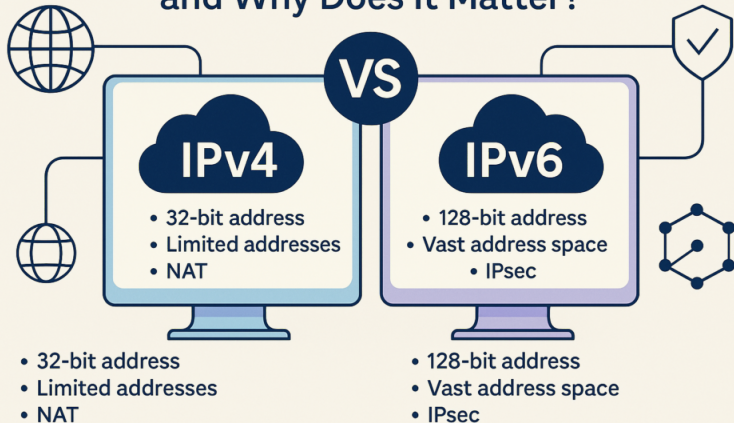 and Why Does It Matter?
VS
IPv4
• 32-bit address
• Limited addresses
• NAT
IPv6
• 128-bit address
• Vast address space
• IPsec
• 32-bit address
• Limited addresses
• NAT
• 128-bit address
• Vast address space
• IPsec